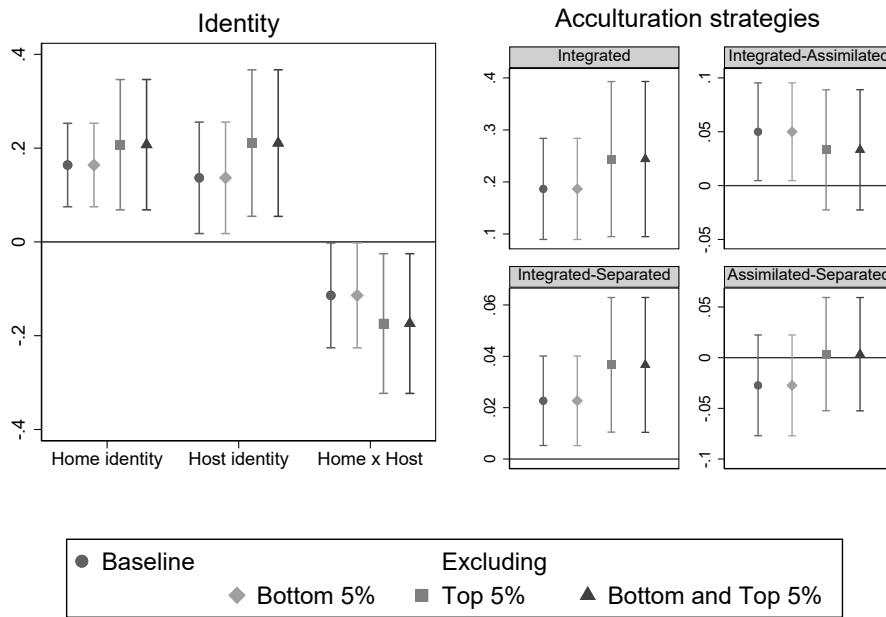 Identity
.4
.2
0
-.2
-.4
Home identity Host identity Home x Host
Acculturation strategies
Integrated
.4
.3
.2
.1
Integrated-Assimilated
.1
.05
0
-.05
Integrated-Separated
.06
.04
.02
0
Assimilated-Separated
.05
0
-.05
-.1
Baseline Excluding
Bottom 5% Top 5% Bottom and Top 5%